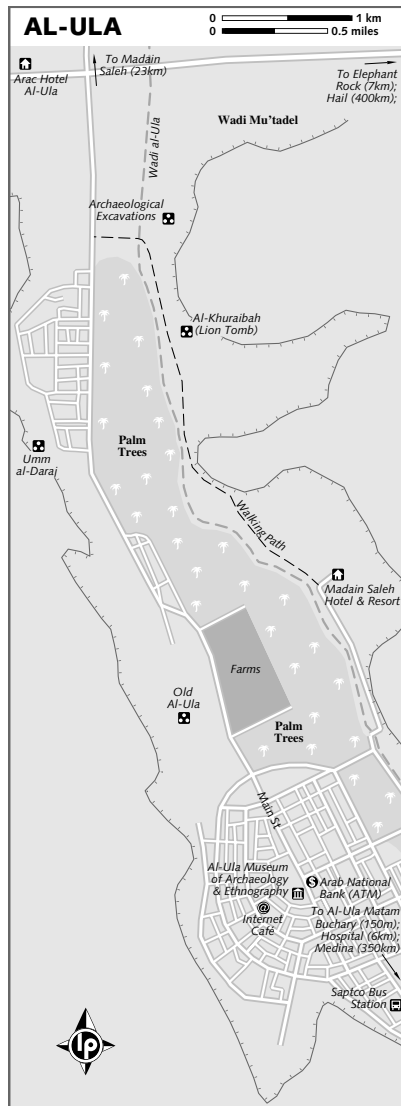 AL-ULA
0 1 km
0 0.5 miles
Arac Hotel
Al-Ula
To Madain
Saleh (23km)
To Elephant
Rock (7km);
Hail (400km);
Wadi al-Ula
Wadi Mu'tadel
Archaeological
Excavations
Al-Khuraibah
(Lion Tomb)
Palm
Trees
Umm
al-Daraj
Walking Path
Madain Saleh
Hotel & Resort
Farms
Old
Al-Ula
Palm
Trees
Main St
Al-Ula Museum
of Archaeology
& Ethnography
Arab National
Bank (ATM)
@
Internet
Café
To Al-Ula Matam
Buchary (150m);
Hospital (6km);
Medina (350km)
Saptco Bus
Station
lp